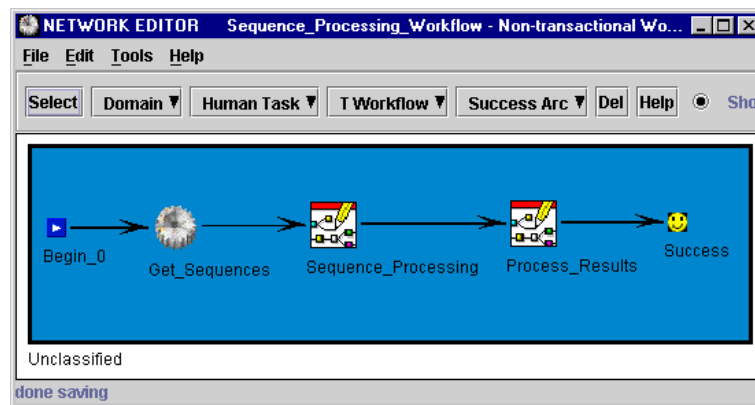 NETWORK EDITOR Sequence_Processing_Workflow - Non-transactional Wo...
File Edit Tools Help
Select Domain Human Task T Workflow Success Arc Del Help Sho
Begin_0 Get_Sequences Sequence_Processing Process_Results Success
Unclassified
done saving